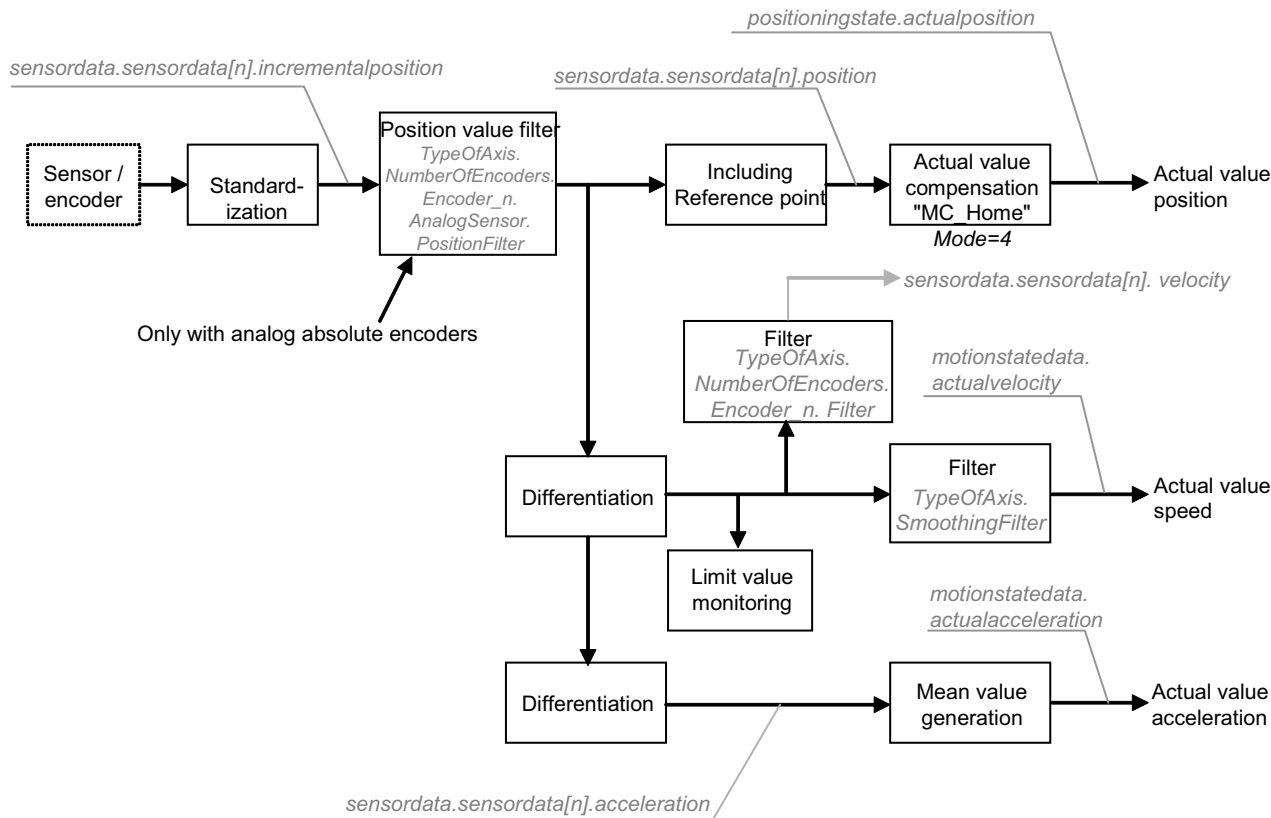 positioningstate.actualposition
sensordata.sensordata[n].incrementalposition
sensordata.sensordata[n].position
Sensor /
encoder
Standard-
ization
Position value filter
TypeOfAxis.
NumberOfEncoders.
Encoder_n.
AnalogSensor.
PositionFilter
Including
Reference point
Actual value
compensation
"MC_Home"
Mode=4
Actual value
position
Only with analog absolute encoders
sensordata.sensordata[n]. velocity
Filter
TypeOfAxis.
NumberOfEncoders.
Encoder_n. Filter
motionstatedata.
actualvelocity
Differentiation
Filter
TypeOfAxis.
SmoothingFilter
Actual value
speed
Limit value
monitoring
motionstatedata.
actualacceleration
Differentiation
Mean value
generation
Actual value
acceleration
sensordata.sensordata[n].acceleration